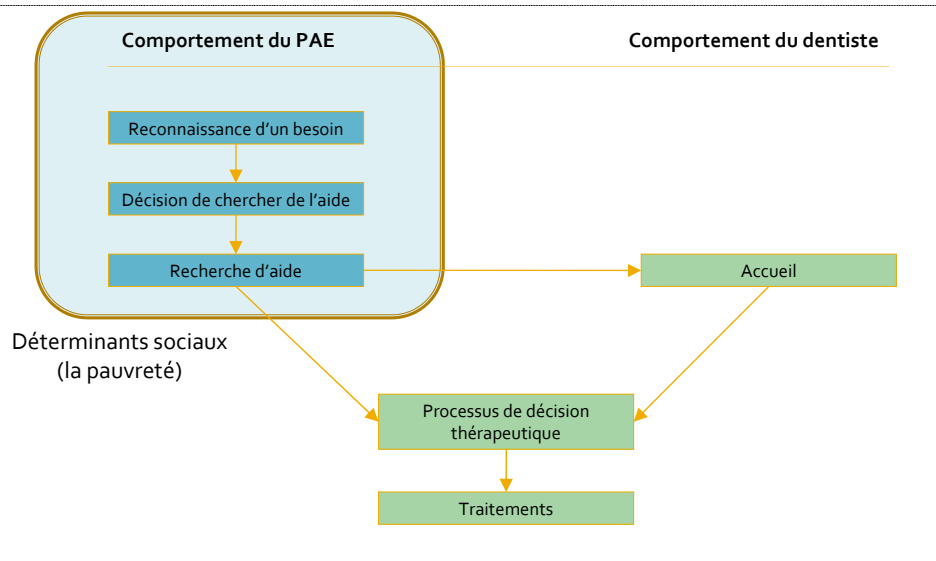 Comportement du PAE
Comportement du dentiste
Reconnaissance d’un besoin
Décision de chercher de l’aide
Recherche d’aide
Accueil
Déterminants sociaux
(la pauvreté)
Processus de décision
thérapeutique
Traitements